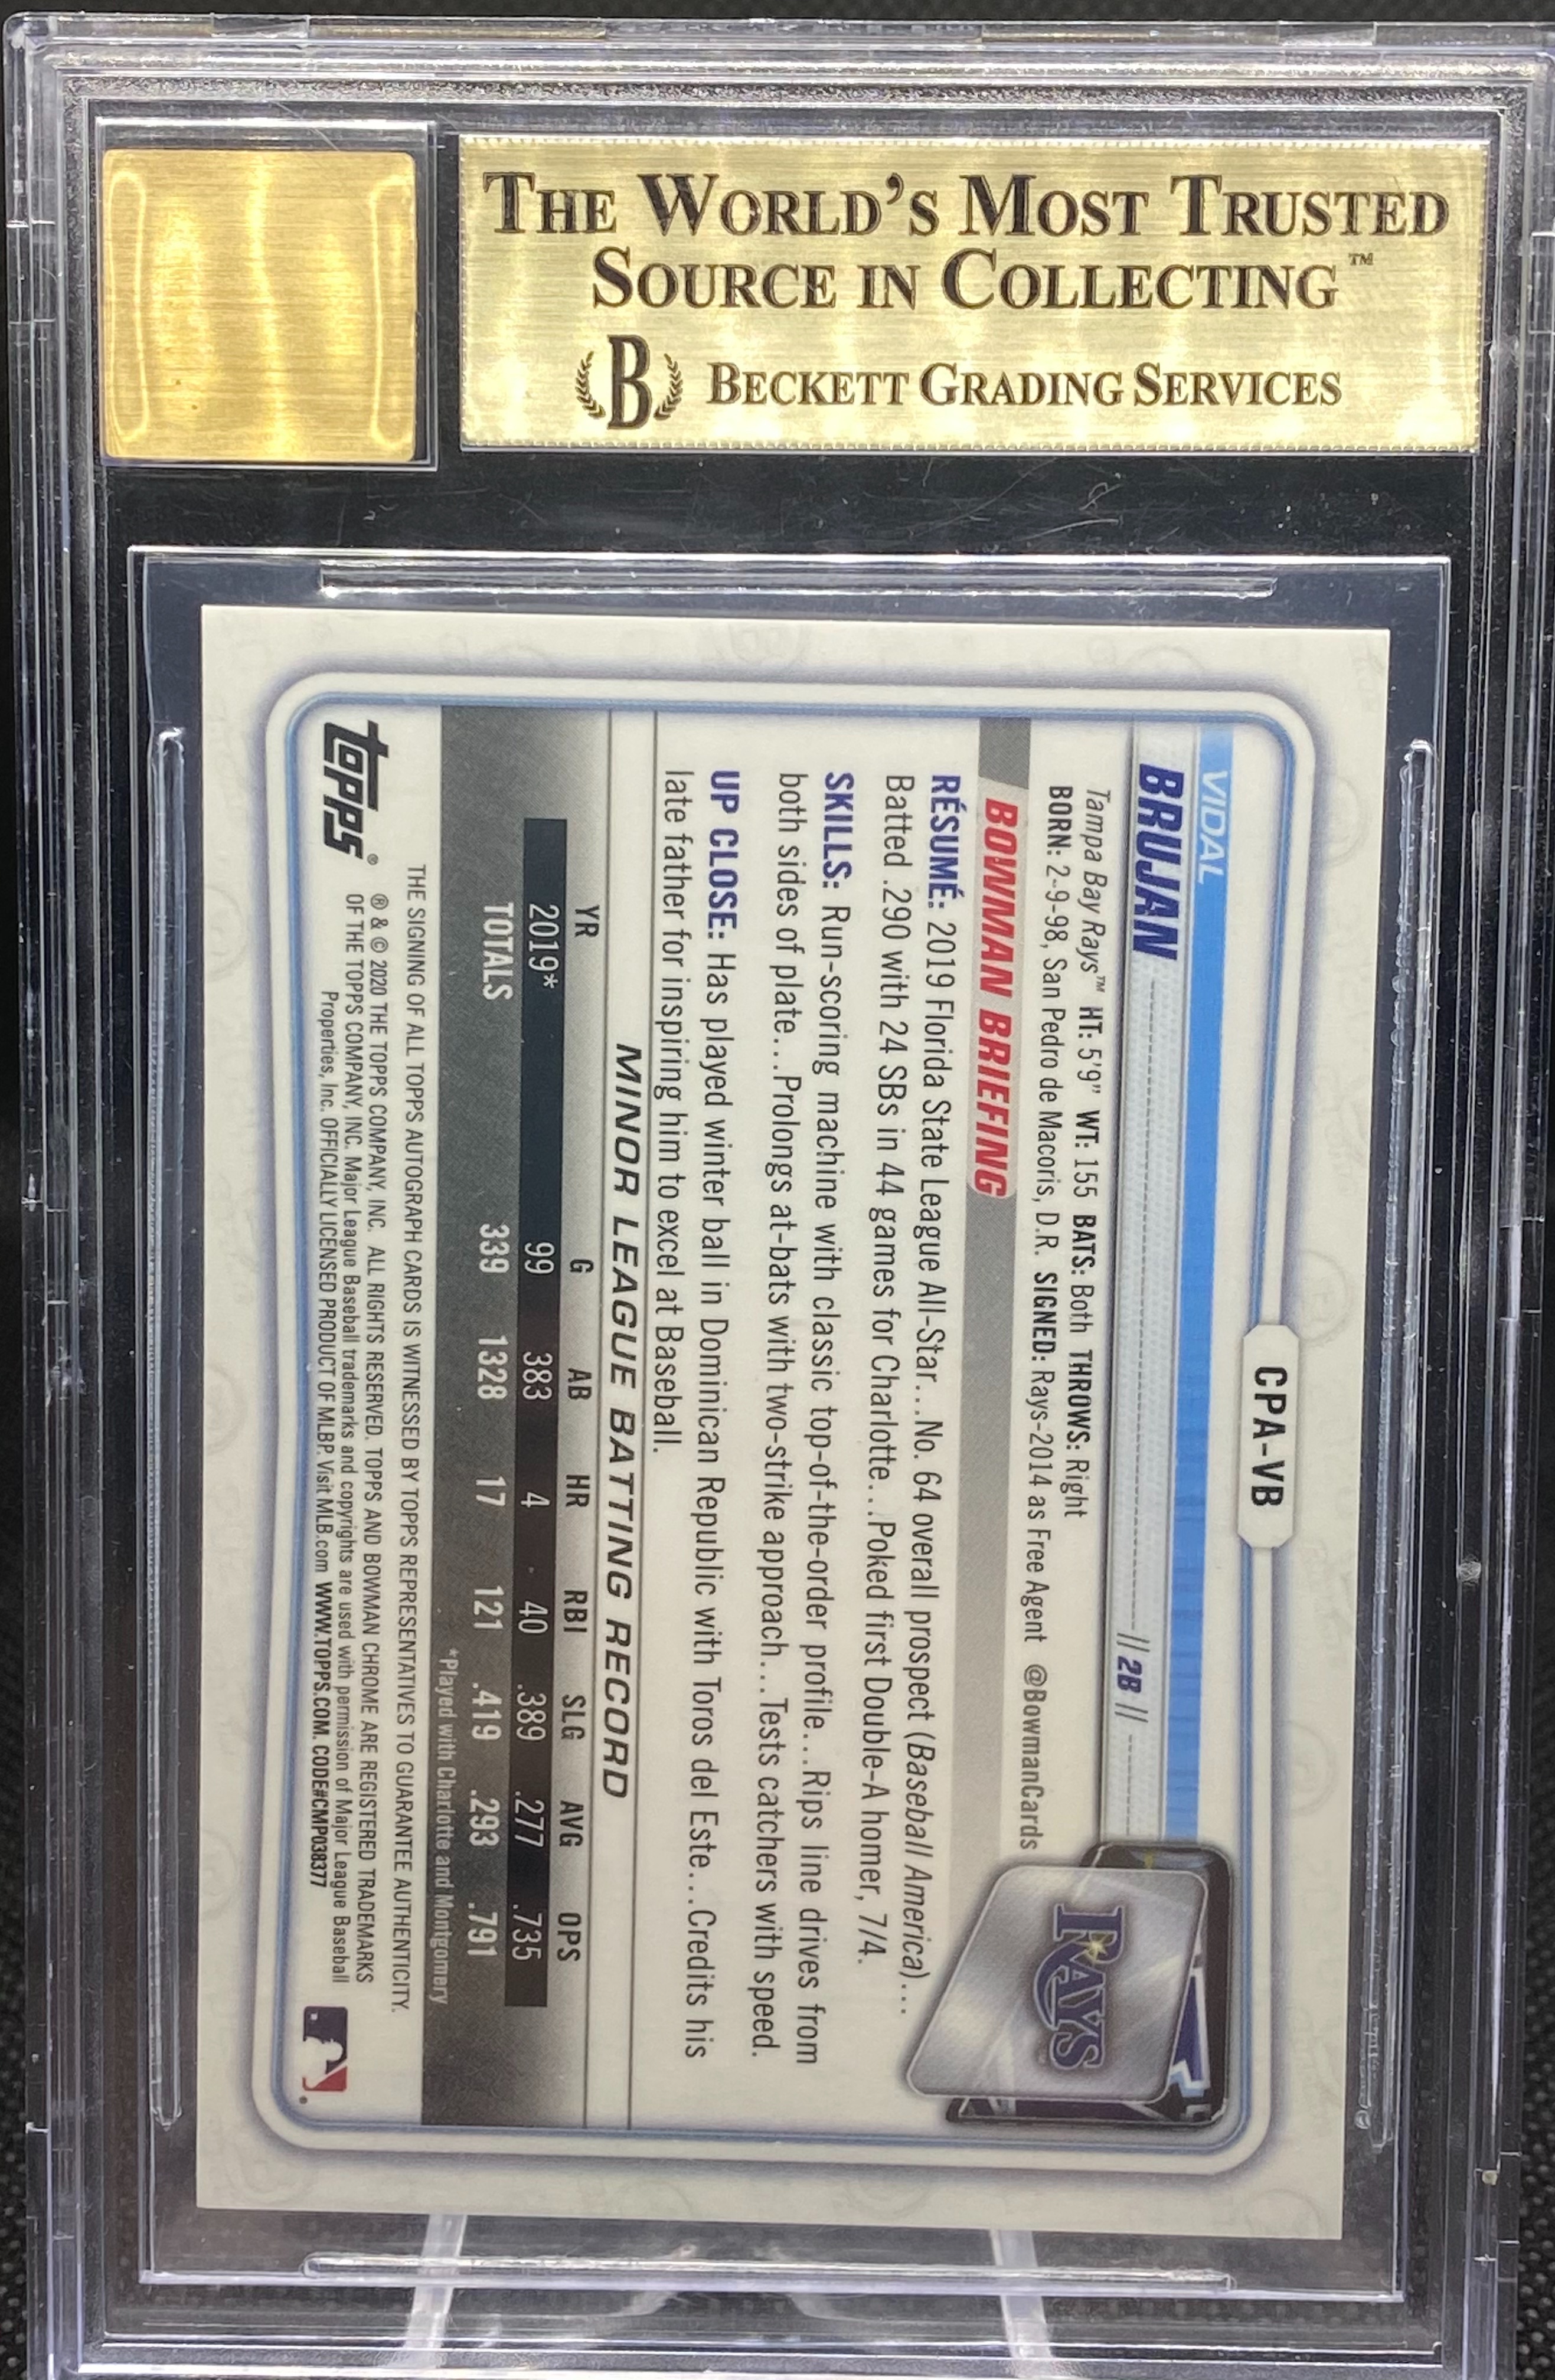 THE WORLD'S MOST TRUSTED
SOURCE IN COLLECTING™
B BECKETT GRADING SERVICES
CPA-VB
VIDAL
BRUJAN
// 2B //
RAYS
Tampa Bay Rays™ HT: 5'9" WT: 155 BATS: Both THROWS: Right
BORN: 2-9-98, San Pedro de Macoris, D.R. SIGNED: Rays-2014 as Free Agent @BowmanCards
BOWMAN BRIEFING
RÉSUMÉ: 2019 Florida State League All-Star...No. 64 overall prospect (Baseball America)...
Batted .290 with 24 SBs in 44 games for Charlotte...Poked first Double-A homer, 7/4.
SKILLS: Run-scoring machine with classic top-of-the-order profile...Rips line drives from
both sides of plate...Prolongs at-bats with two-strike approach...Tests catchers with speed.
UP CLOSE: Has played winter ball in Dominican Republic with Toros del Este...Credits his
late father for inspiring him to excel at Baseball.
MINOR LEAGUE BATTING RECORD
YR G AB HR RBI SLG AVG OPS
2019* 99 383 4 40 .389 .277 .735
TOTALS 339 1328 17 121 .419 .293 .791
*Played with Charlotte and Montgomery
THE SIGNING OF ALL TOPPS AUTOGRAPH CARDS IS WITNESSED BY TOPPS REPRESENTATIVES TO GUARANTEE AUTHENTICITY.
topps®
® & © 2020 THE TOPPS COMPANY, INC. ALL RIGHTS RESERVED. TOPPS AND BOWMAN CHROME ARE REGISTERED TRADEMARKS
OF THE TOPPS COMPANY, INC. Major League Baseball trademarks and copyrights are used with permission of Major League Baseball
Properties, Inc. OFFICIALLY LICENSED PRODUCT OF MLBP. Visit MLB.com WWW.TOPPS.COM. CODE#CMP03837